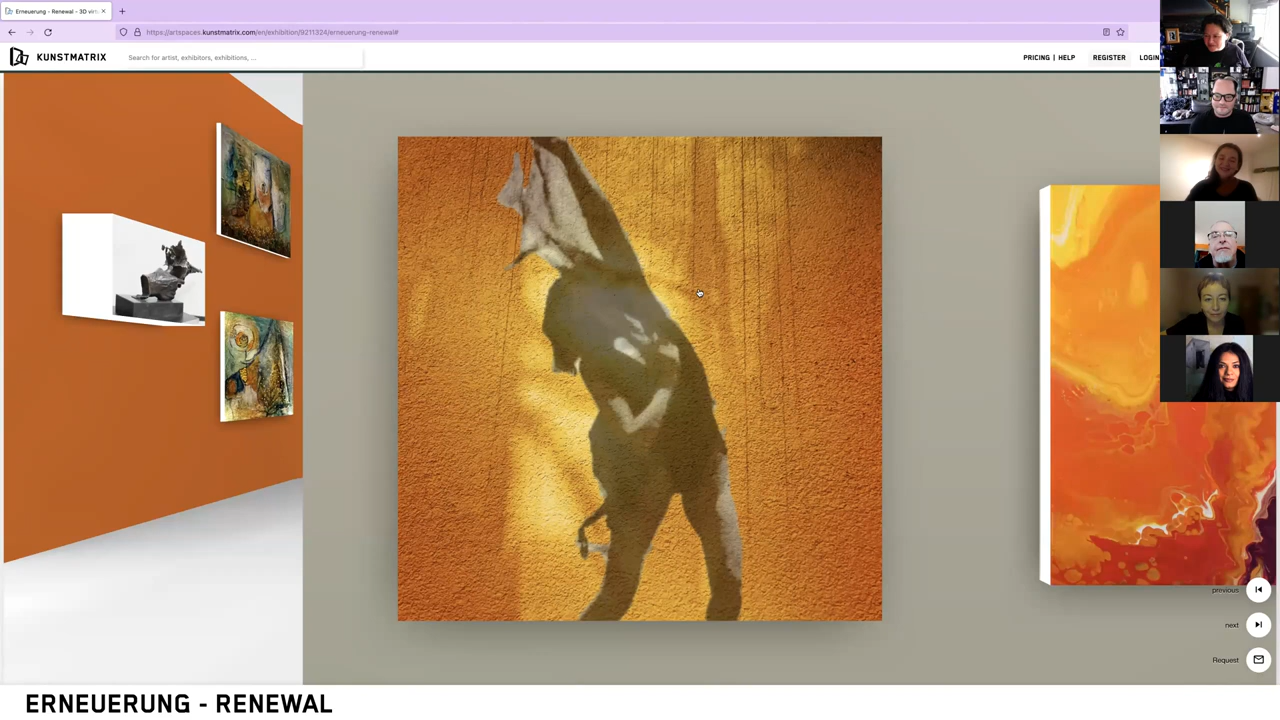 Erneuerung - Renewal - 3D virt
https://artspaces.kunstmatrix.com/en/exhibition/9211324/erneuerung-renewal#
KUNSTMATRIX
Search for artist, exhibitors, exhibitions, ...
PRICING | HELP
REGISTER
LOGIN
previous
next
Request
ERNEUERUNG - RENEWAL